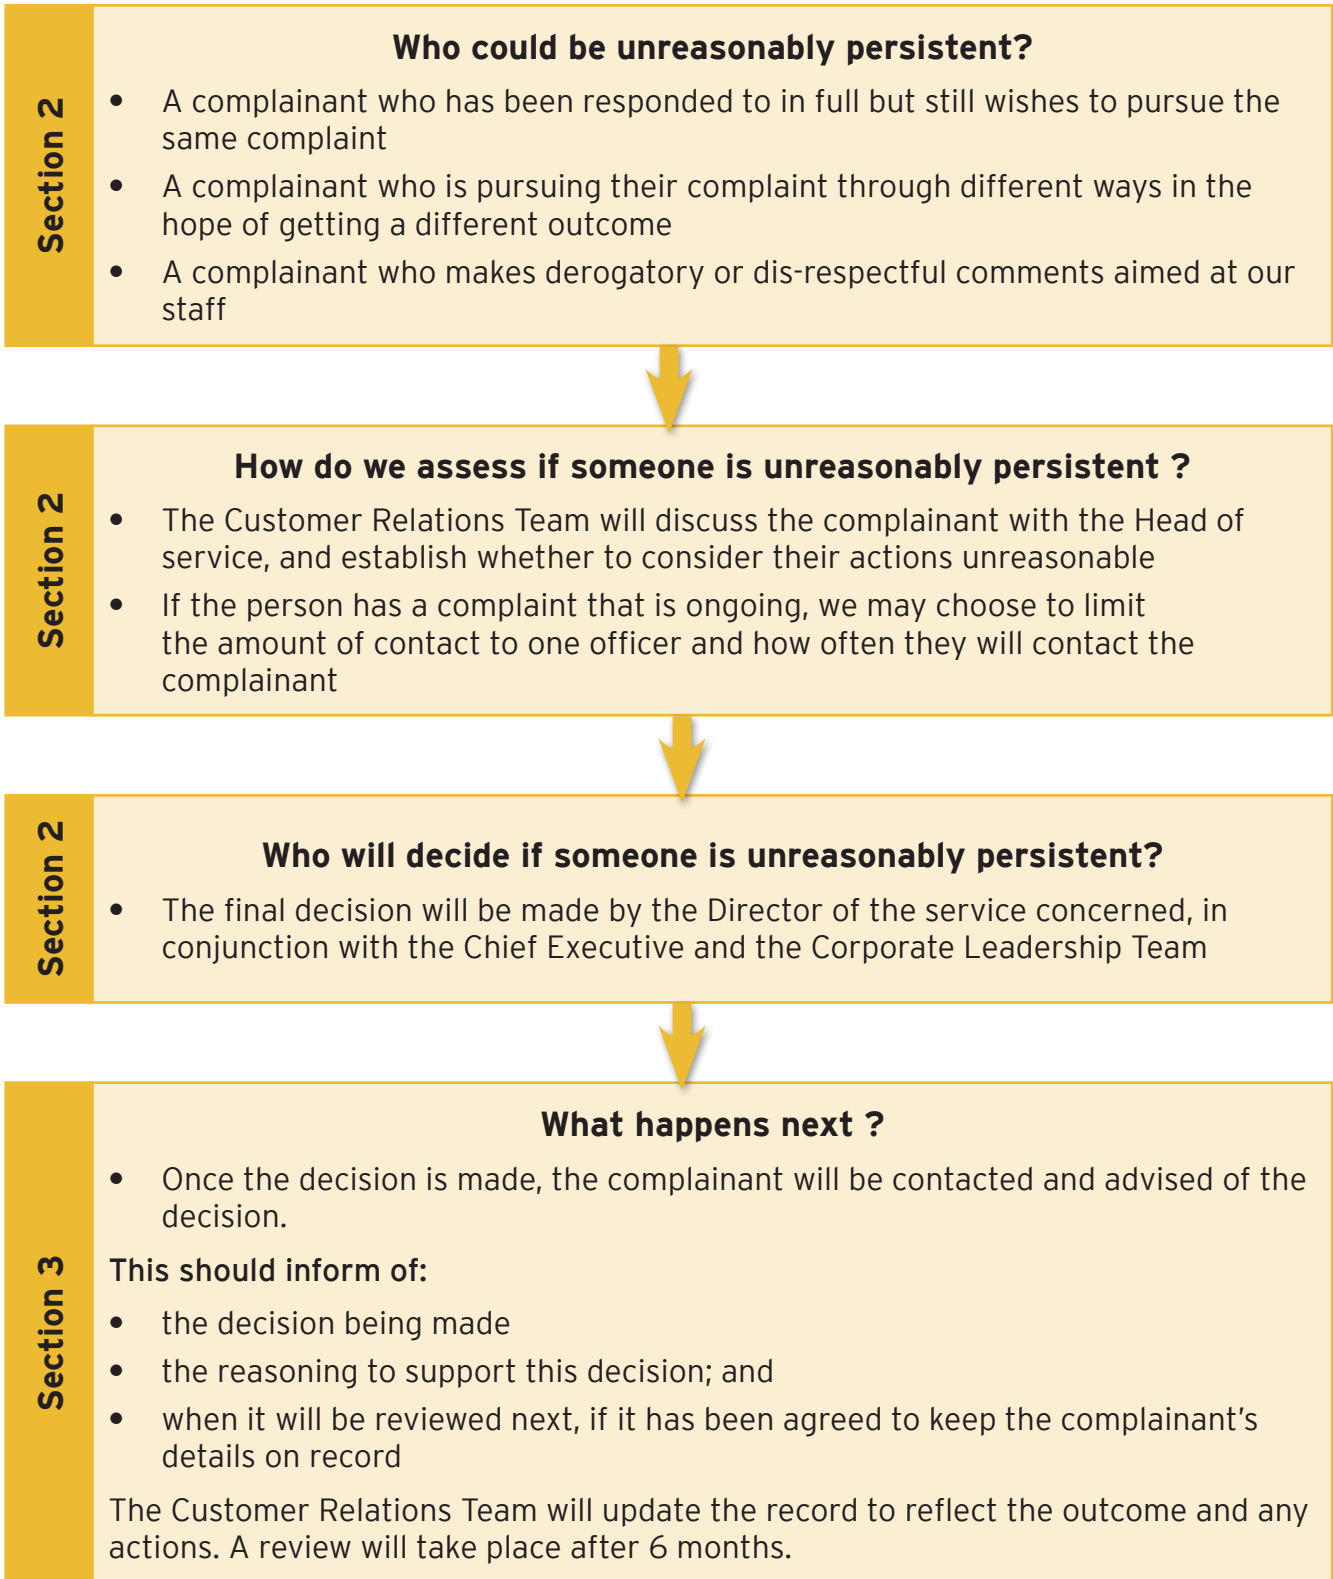 Section 2
Who could be unreasonably persistent?
• A complainant who has been responded to in full but still wishes to pursue the
same complaint
• A complainant who is pursuing their complaint through different ways in the
hope of getting a different outcome
• A complainant who makes derogatory or dis-respectful comments aimed at our
staff
Section 2
How do we assess if someone is unreasonably persistent ?
• The Customer Relations Team will discuss the complainant with the Head of
service, and establish whether to consider their actions unreasonable
• If the person has a complaint that is ongoing, we may choose to limit
the amount of contact to one officer and how often they will contact the
complainant
Section 2
Who will decide if someone is unreasonably persistent?
• The final decision will be made by the Director of the service concerned, in
conjunction with the Chief Executive and the Corporate Leadership Team
Section 3
What happens next ?
• Once the decision is made, the complainant will be contacted and advised of the
decision.
This should inform of:
• the decision being made
• the reasoning to support this decision; and
• when it will be reviewed next, if it has been agreed to keep the complainant’s
details on record
The Customer Relations Team will update the record to reflect the outcome and any
actions. A review will take place after 6 months.